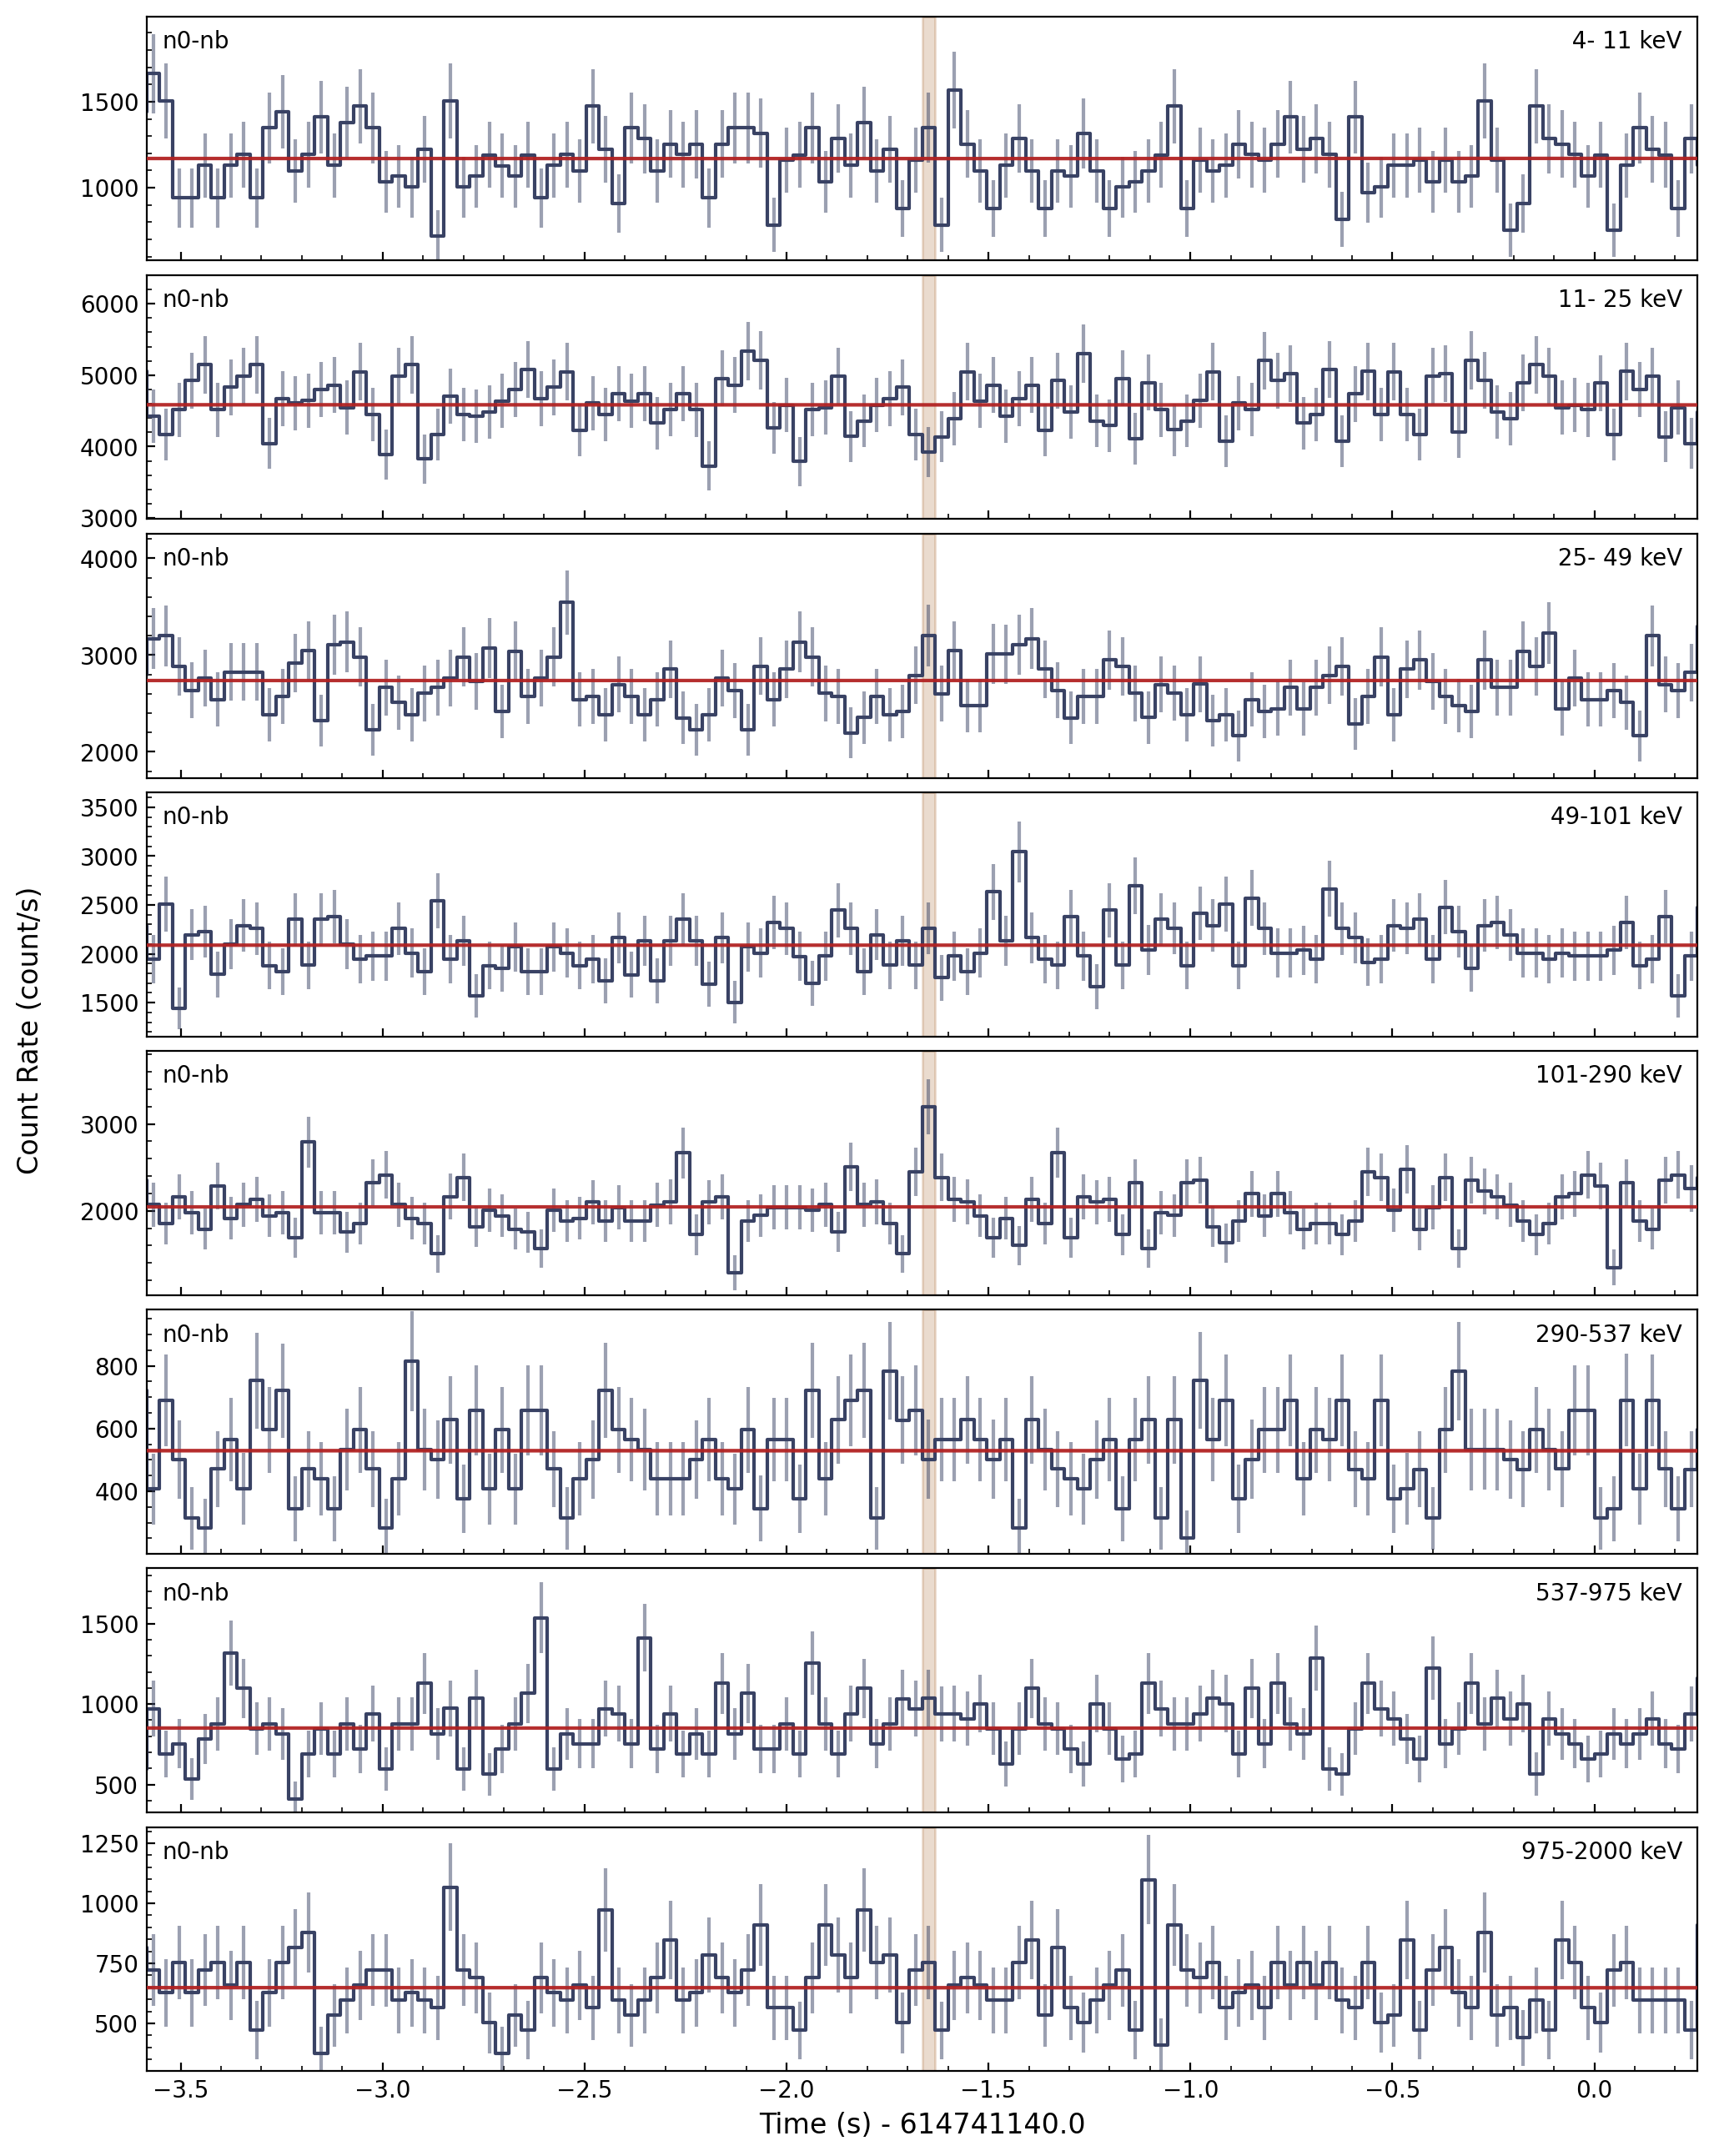 n0-nb 4- 11 keV
1500
1000
n0-nb 11- 25 keV
6000
5000
4000
3000
n0-nb 25- 49 keV
4000
3000
2000
n0-nb 49-101 keV
3500
3000
2500
2000
1500
n0-nb 101-290 keV
3000
2000
n0-nb 290-537 keV
800
600
400
n0-nb 537-975 keV
1500
1000
500
n0-nb 975-2000 keV
1250
1000
750
500
Count Rate (count/s)
−3.5 −3.0 −2.5 −2.0 −1.5 −1.0 −0.5 0.0
Time (s) - 614741140.0